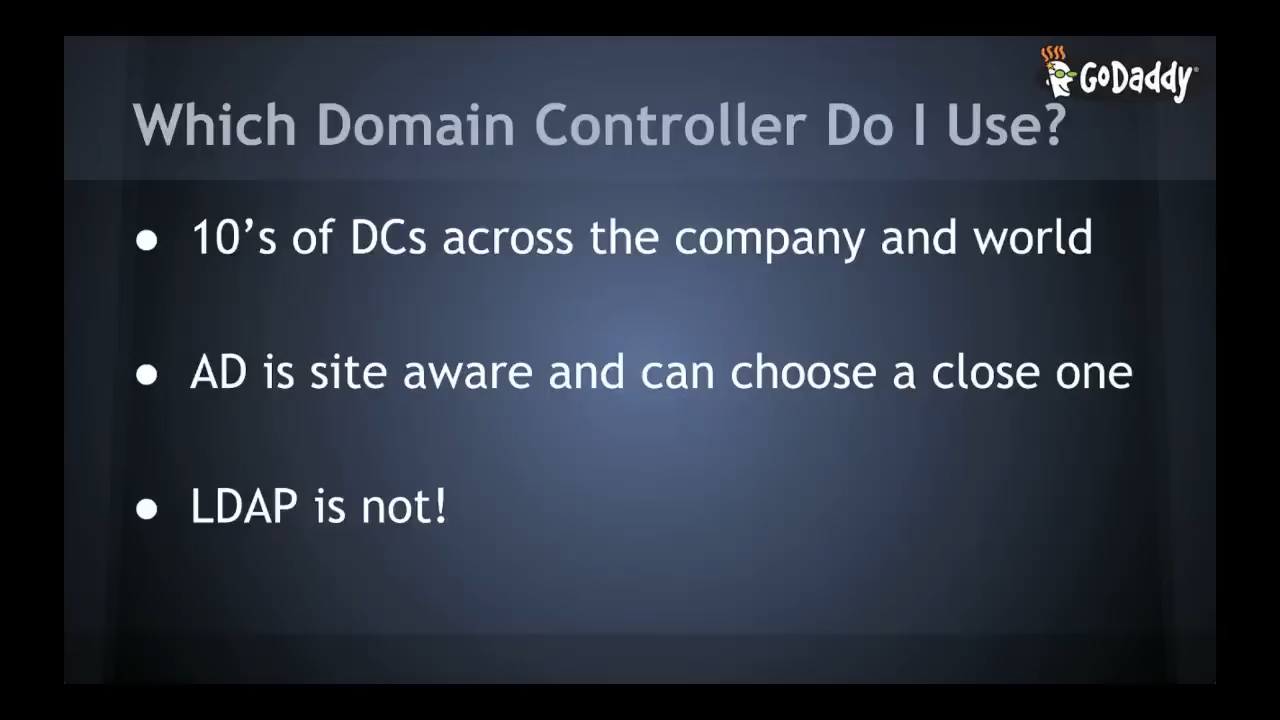 GoDaddy
Which Domain Controller Do I Use?
● 10’s of DCs across the company and world
● AD is site aware and can choose a close one
● LDAP is not!